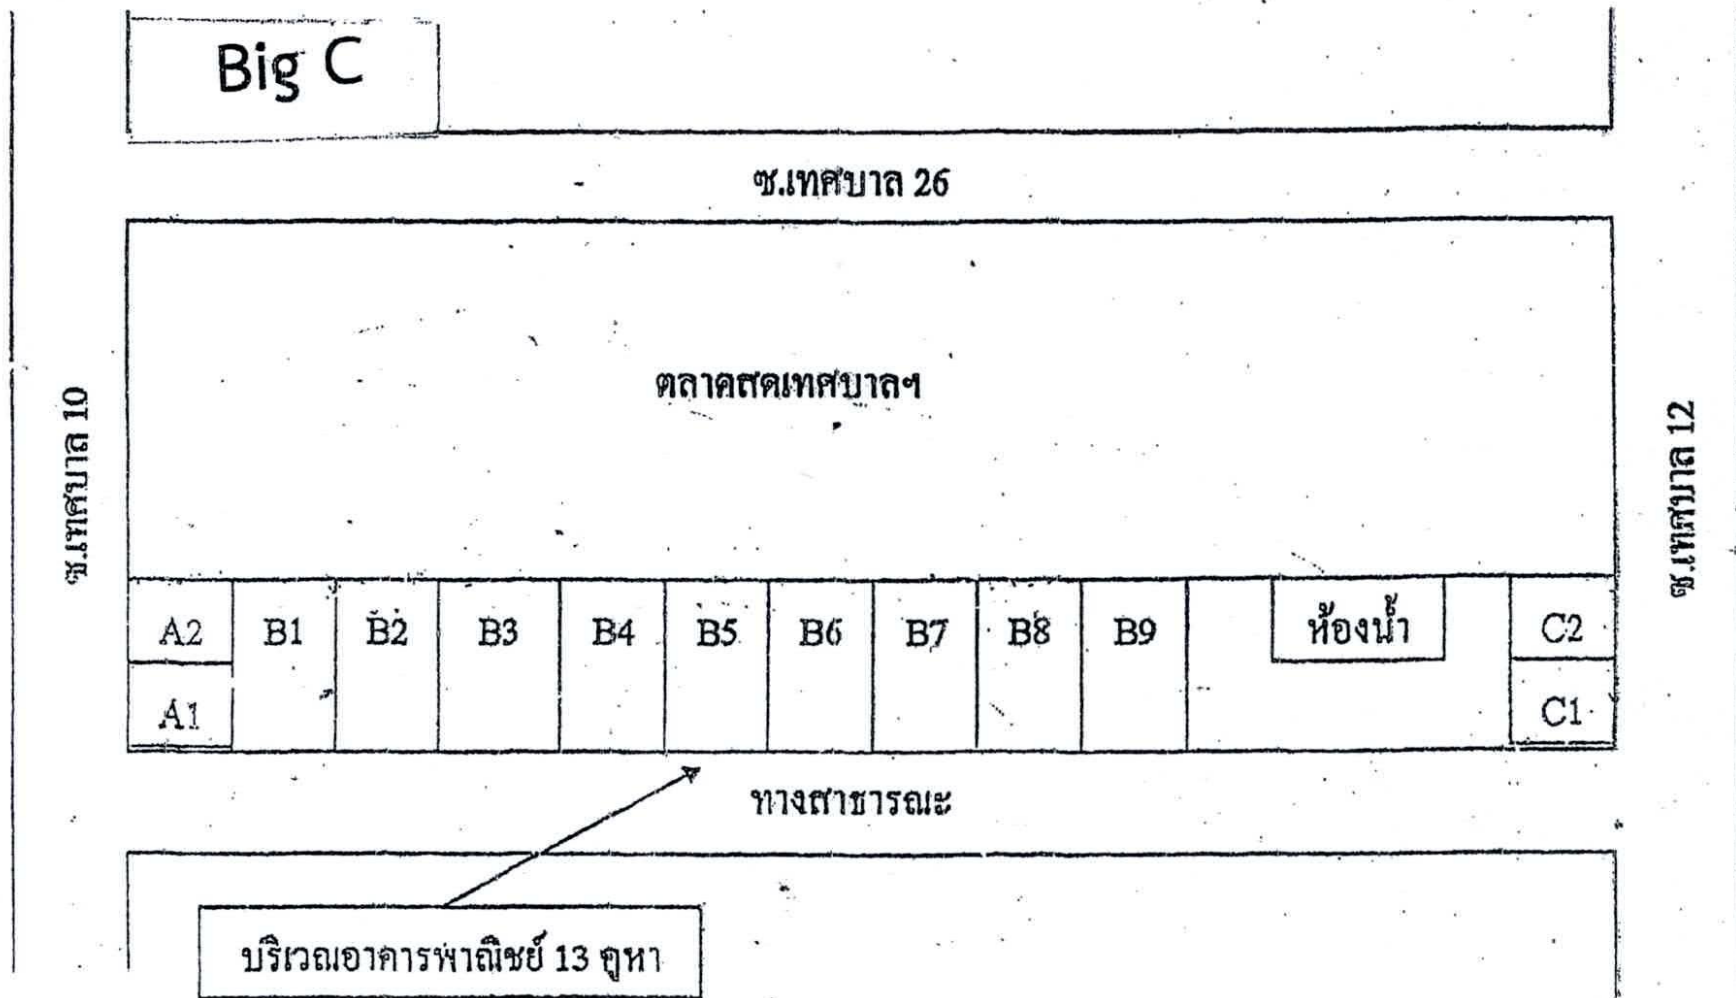 Big C
ซ.เทศบาล 26
ตลาดสดเทศบาลฯ
ซ.เทศบาล 10
ซ.เทศบาล 12
A2 B1 B2 B3 B4 B5 B6 B7 B8 B9 ห้องน้ำ C2
A1 C1
ทางสาธารณะ
บริเวณอาคารพาณิชย์ 13 คูหา